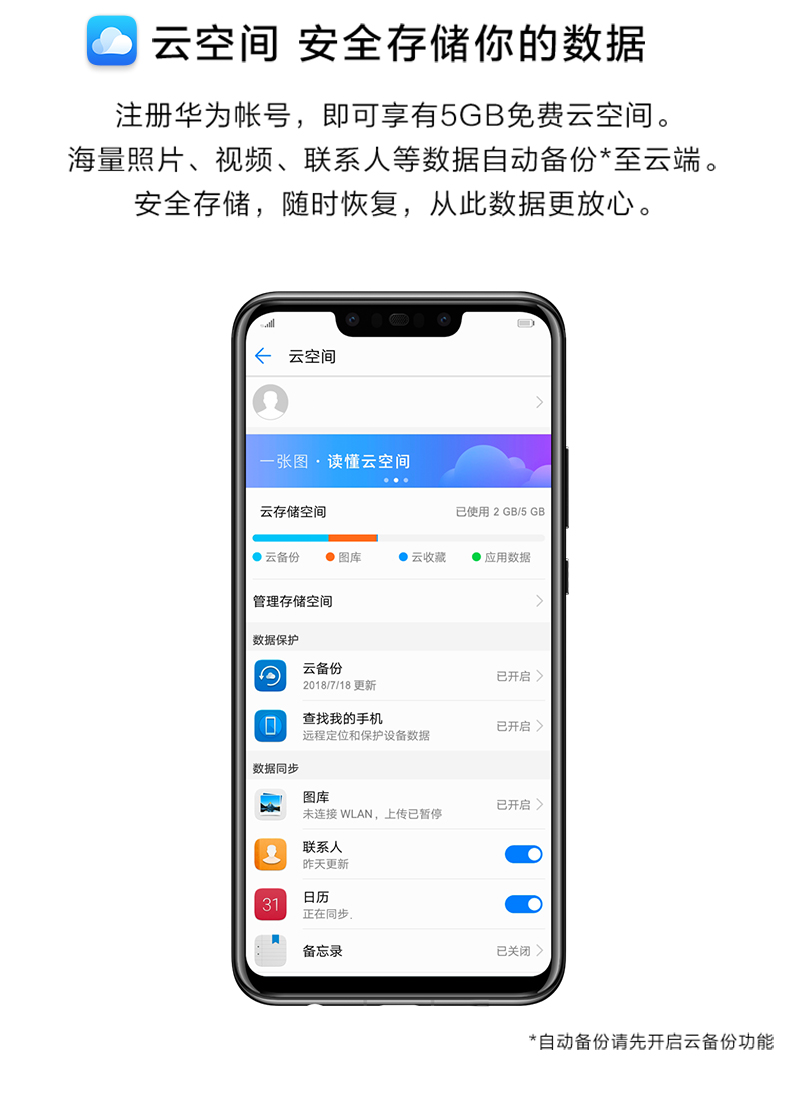 云空间 安全存储你的数据
注册华为帐号，即可享有5GB免费云空间。
海量照片、视频、联系人等数据自动备份*至云端。
安全存储，随时恢复，从此数据更放心。
云空间
一张图·读懂云空间
云存储空间 已使用 2 GB/5 GB
云备份 图库 云收藏 应用数据
管理存储空间
数据保护
云备份
2018/7/18 更新
已开启
查找我的手机
远程定位和保护设备数据
已开启
数据同步
图库
未连接 WLAN，上传已暂停
已开启
联系人
昨天更新
31
日历
正在同步.
备忘录
已关闭
*自动备份请先开启云备份功能